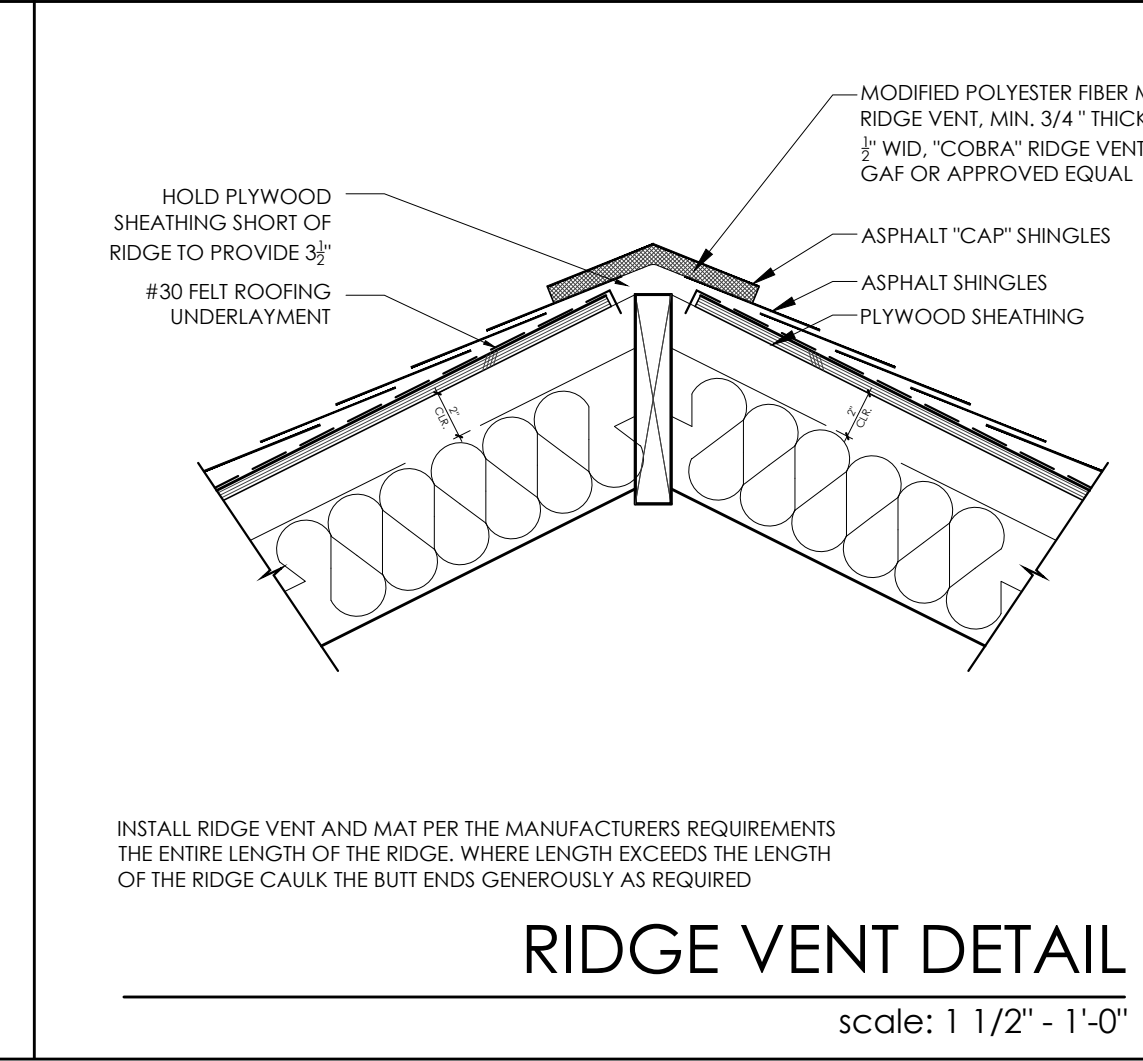 MODIFIED POLYESTER FIBER
RIDGE VENT, MIN. 3/4 " THICK
½" WID, "COBRA" RIDGE VENT
GAF OR APPROVED EQUAL
HOLD PLYWOOD
SHEATHING SHORT OF
RIDGE TO PROVIDE 3½"
#30 FELT ROOFING
UNDERLAYMENT
ASPHALT "CAP" SHINGLES
ASPHALT SHINGLES
PLYWOOD SHEATHING
2"
CLR.
2"
CLR.
INSTALL RIDGE VENT AND MAT PER THE MANUFACTURERS REQUIREMENTS
THE ENTIRE LENGTH OF THE RIDGE. WHERE LENGTH EXCEEDS THE LENGTH
OF THE RIDGE CAULK THE BUTT ENDS GENEROUSLY AS REQUIRED
RIDGE VENT DETAIL
scale: 1 1/2" - 1'-0"